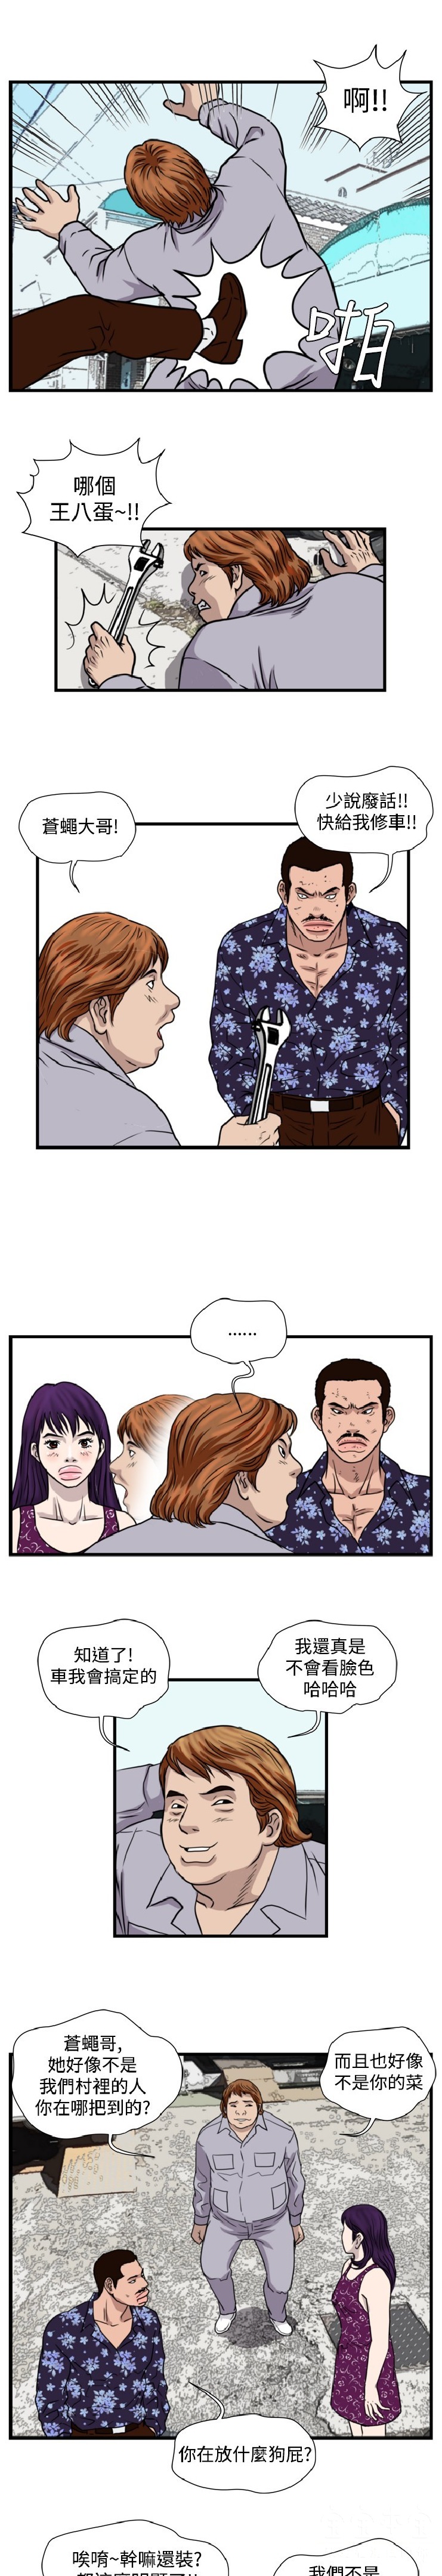 啊!!
啪
哪個
王八蛋~!!
蒼蠅大哥!
少說廢話!!
快給我修車!!
......
知道了!
車我會搞定的
我還真是
不會看臉色
哈哈哈
蒼蠅哥,
她好像不是
我們村裡的人
你在哪把到的?
而且也好像
不是你的菜
你在放什麼狗屁?
唉唷~幹嘛還裝?
我們不是